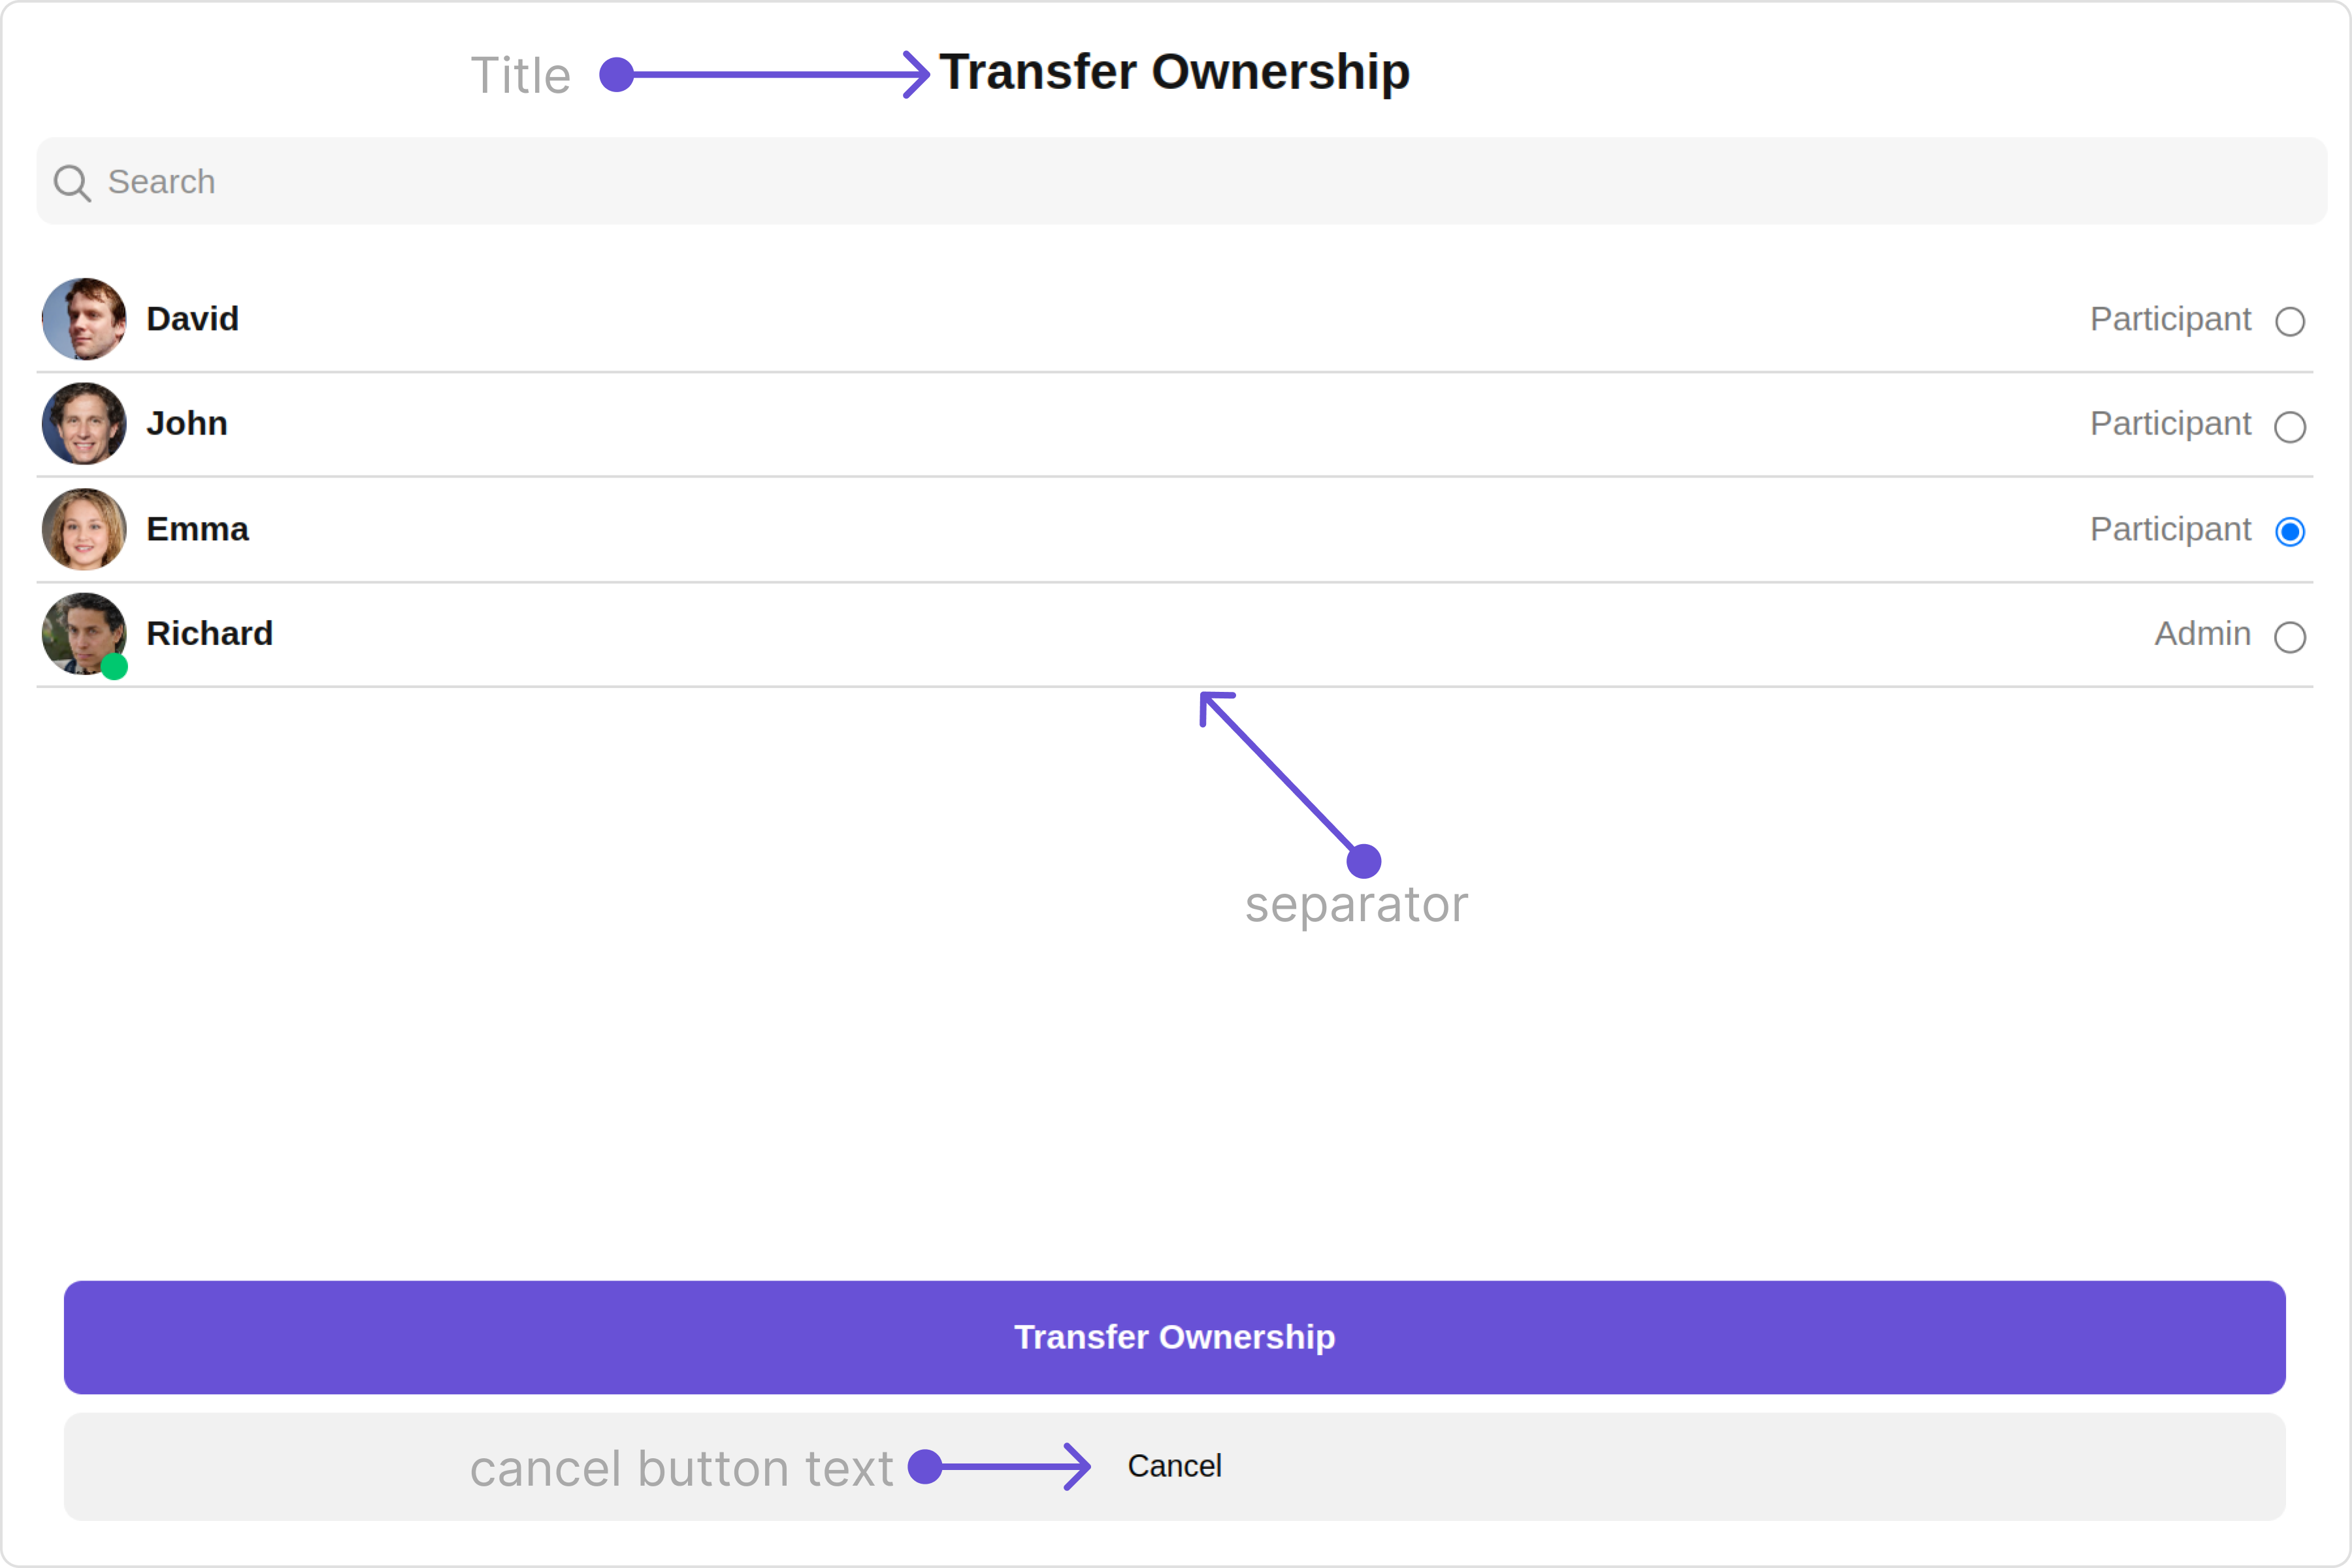 Title Transfer Ownership
Search
David Participant
John Participant
Emma Participant
Richard Admin
separator
Transfer Ownership
cancel button text Cancel